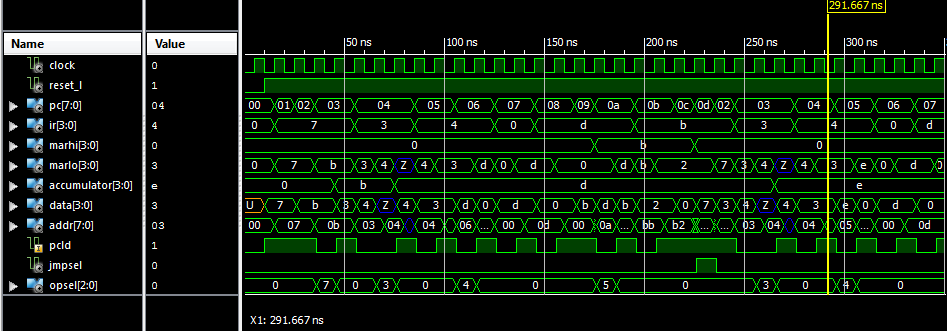 291.667 ns
Name Value 50 ns 100 ns 150 ns 200 ns 250 ns 300 ns
clock 0
reset_l 1
pc[7:0] 04 00 01 02 03 04 05 06 07 08 09 0a 0b 0c 0d 02 03 04 05 06 07
ir[3:0] 4 0 7 3 4 0 d b 3 4 0 d
marhi[3:0] 0 0 b 0
marlo[3:0] 3 0 7 b 3 4 Z 4 3 d 0 d 0 d b 2 7 3 4 Z 4 3 e 0 d
accumulator[3:0] e 0 b d e
data[3:0] 3 U 7 b 3 4 Z 4 3 d 0 d 0 b d b 2 0 7 3 4 Z 4 3 e 0 d 0
addr[7:0] 03 00 07 0b 03 04 04 06 ... 00 00 0a bb b2 ... ... 03 04 04 05 ... 00 0d
pcld 1
jmpsel 0
opsel[2:0] 0 0 7 0 3 0 4 0 5 0 3 0 4 0
X1: 291.667 ns